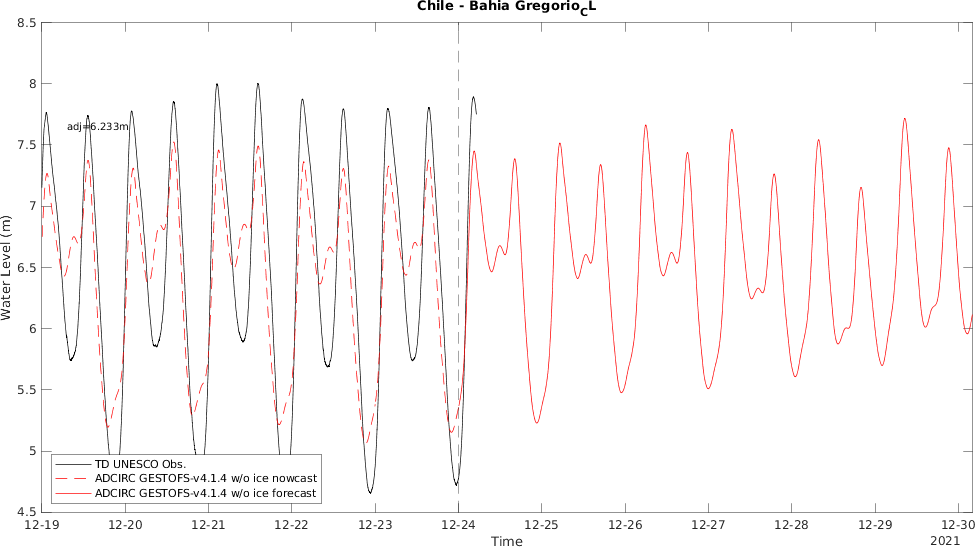 Chile - Bahia Gregorio_CL
8.5
8
7.5
7
6.5
6
5.5
5
4.5
Water Level (m)
adj=6.233m
TD UNESCO Obs.
ADCIRC GESTOFS-v4.1.4 w/o ice nowcast
ADCIRC GESTOFS-v4.1.4 w/o ice forecast
12-19 12-20 12-21 12-22 12-23 12-24 12-25 12-26 12-27 12-28 12-29 12-30
Time
2021